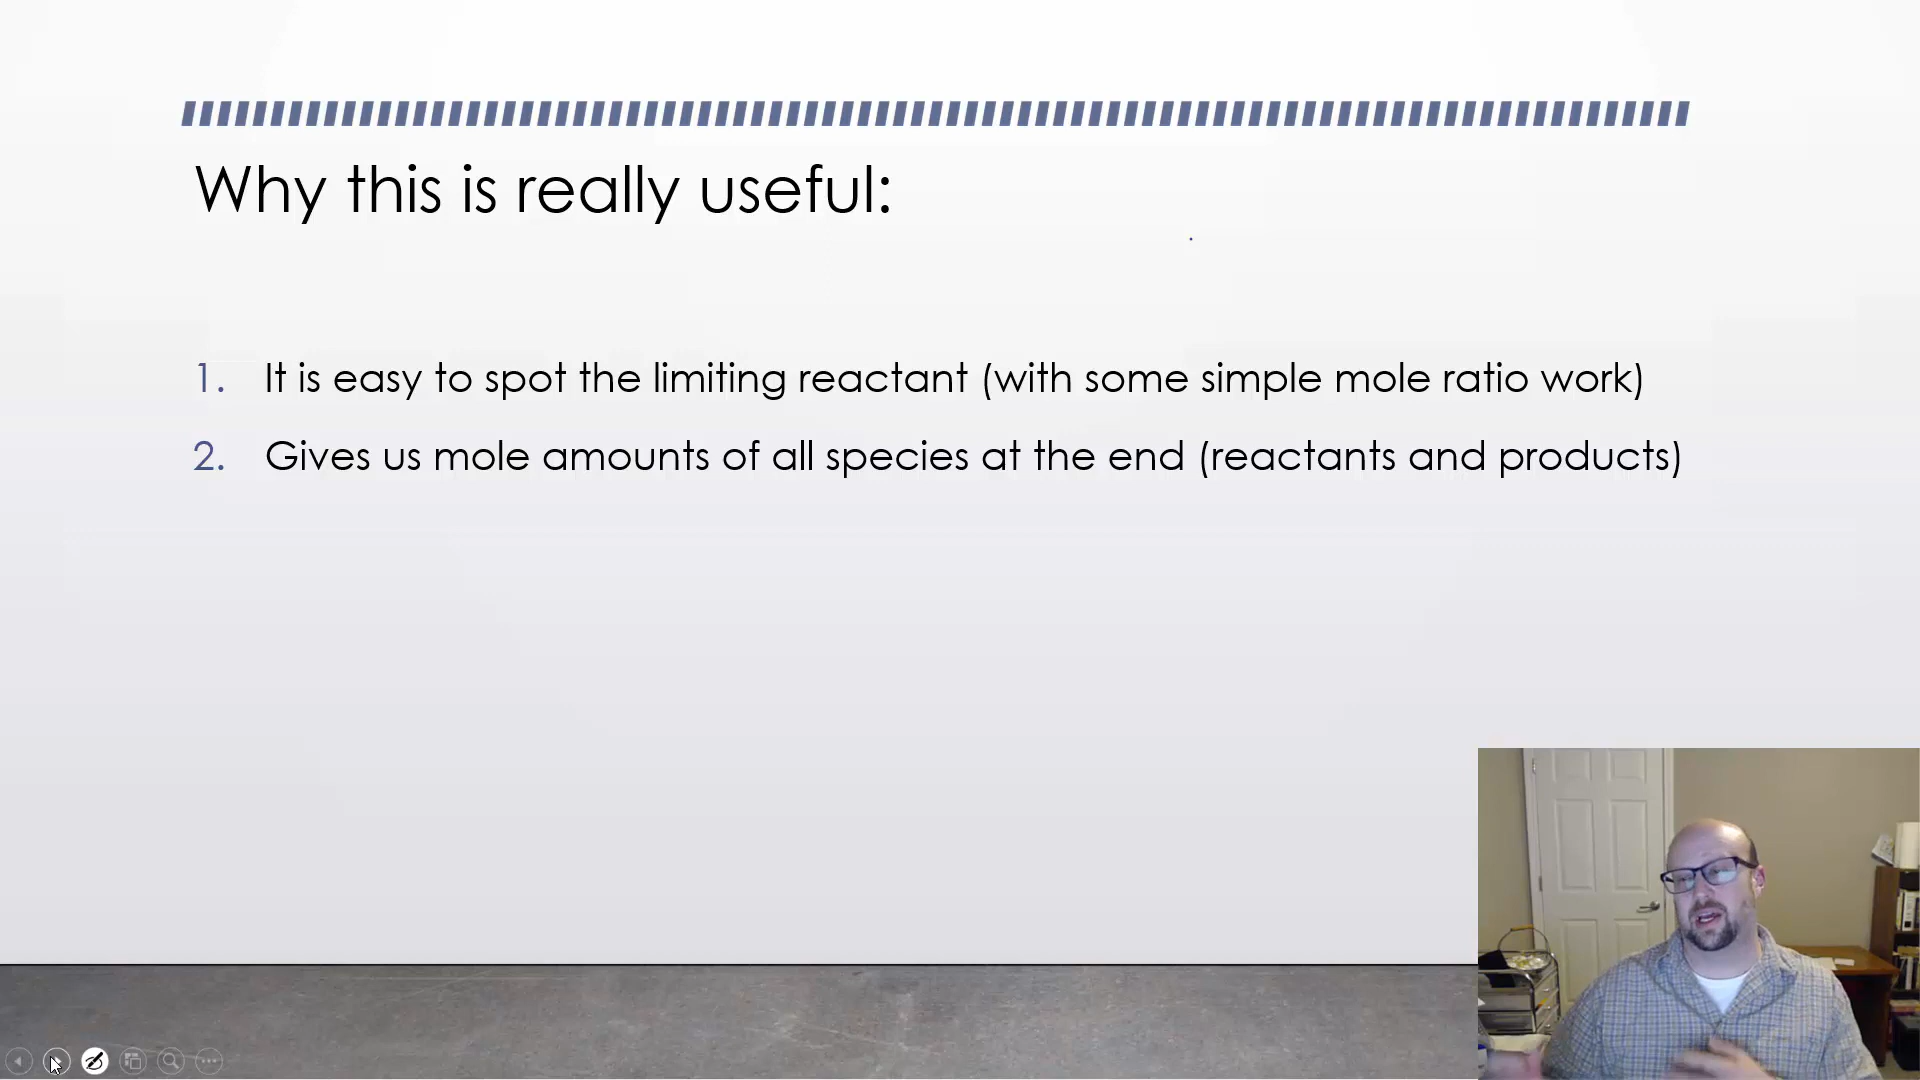 Why this is really useful:
1. It is easy to spot the limiting reactant (with some simple mole ratio work)
2. Gives us mole amounts of all species at the end (reactants and products)